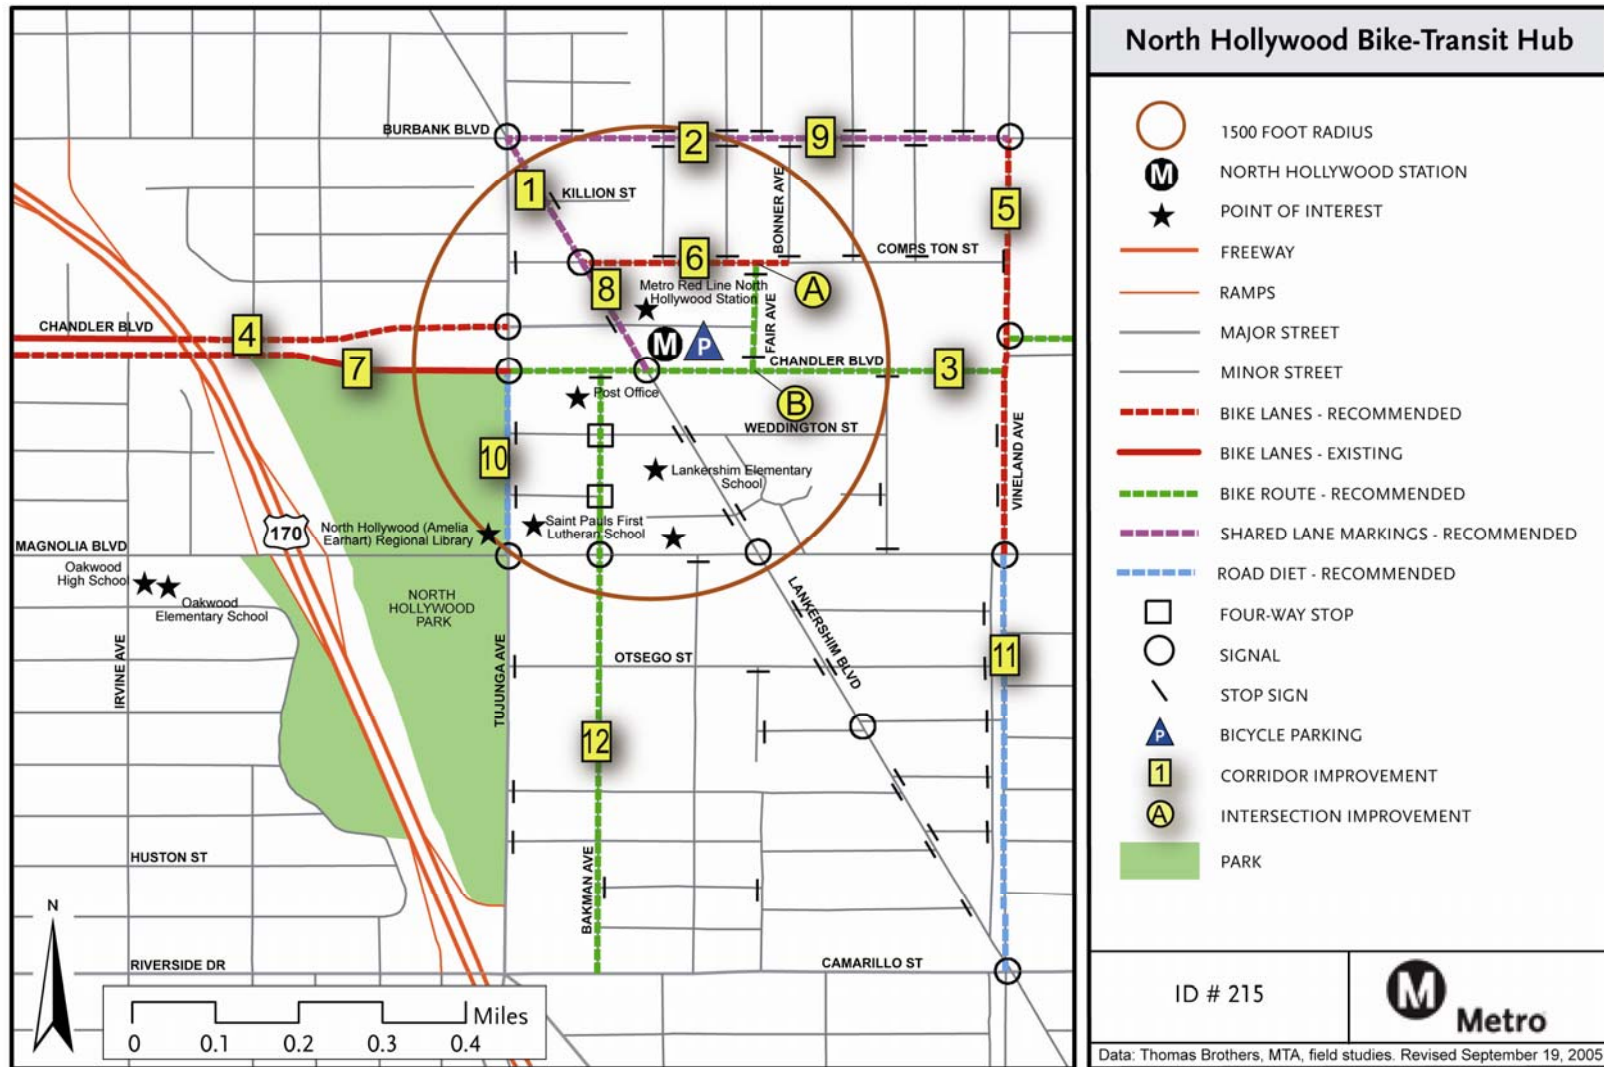 BURBANK BLVD
2
9
1
KILLION ST
BONNER AVE
5
COMPS TON ST
6
A
8
Metro Red Line North
Hollywood Station
FAIR AVE
CHANDLER BLVD
4
M
P
CHANDLER BLVD
7
3
Post Office
B
WEDDINGTON ST
VINELAND AVE
10
Lankershim Elementary
School
170
North Hollywood (Amelia
Earhart) Regional Library
Saint Pauls First
Lutheran School
MAGNOLIA BLVD
Oakwood
High School
Oakwood
Elementary School
NORTH
HOLLYWOOD
PARK
LANKERSHIM BLVD
IRVINE AVE
TUJUNGA AVE
OTSEGO ST
11
12
HUSTON ST
BAKMAN AVE
N
RIVERSIDE DR
CAMARILLO ST
Miles
0 0.1 0.2 0.3 0.4
North Hollywood Bike-Transit Hub
1500 FOOT RADIUS
M NORTH HOLLYWOOD STATION
POINT OF INTEREST
FREEWAY
RAMPS
MAJOR STREET
MINOR STREET
BIKE LANES - RECOMMENDED
BIKE LANES - EXISTING
BIKE ROUTE - RECOMMENDED
SHARED LANE MARKINGS - RECOMMENDED
ROAD DIET - RECOMMENDED
FOUR-WAY STOP
SIGNAL
STOP SIGN
P BICYCLE PARKING
1 CORRIDOR IMPROVEMENT
A INTERSECTION IMPROVEMENT
PARK
ID # 215
M Metro
Data: Thomas Brothers, MTA, field studies. Revised September 19, 2005